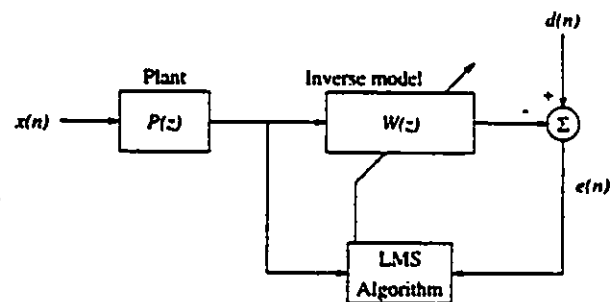 d(n)
Plant
Inverse model
+
x(n)
P(z)
W(z)
-
Σ
e(n)
LMS
Algorithm